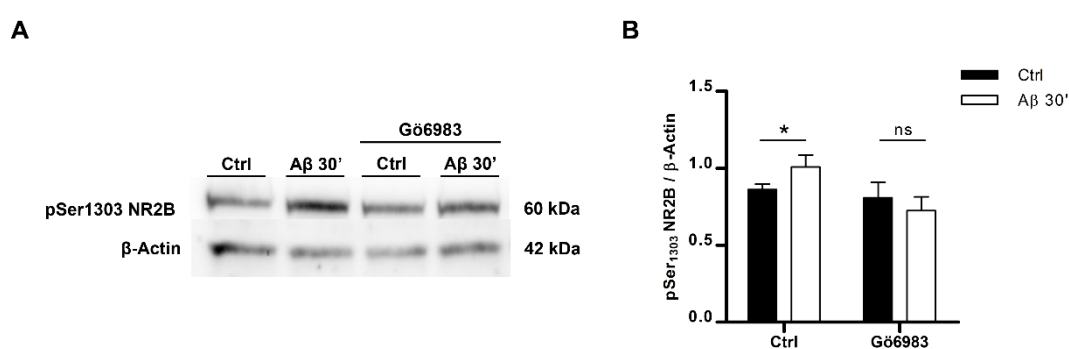 A
Gö6983
Ctrl Aβ 30’ Ctrl Aβ 30’
pSer1303 NR2B 60 kDa
β-Actin 42 kDa
B
Ctrl
Aβ 30'
pSer1303 NR2B / β-Actin
1.5
1.0
0.5
0.0
* ns
Ctrl Gö6983